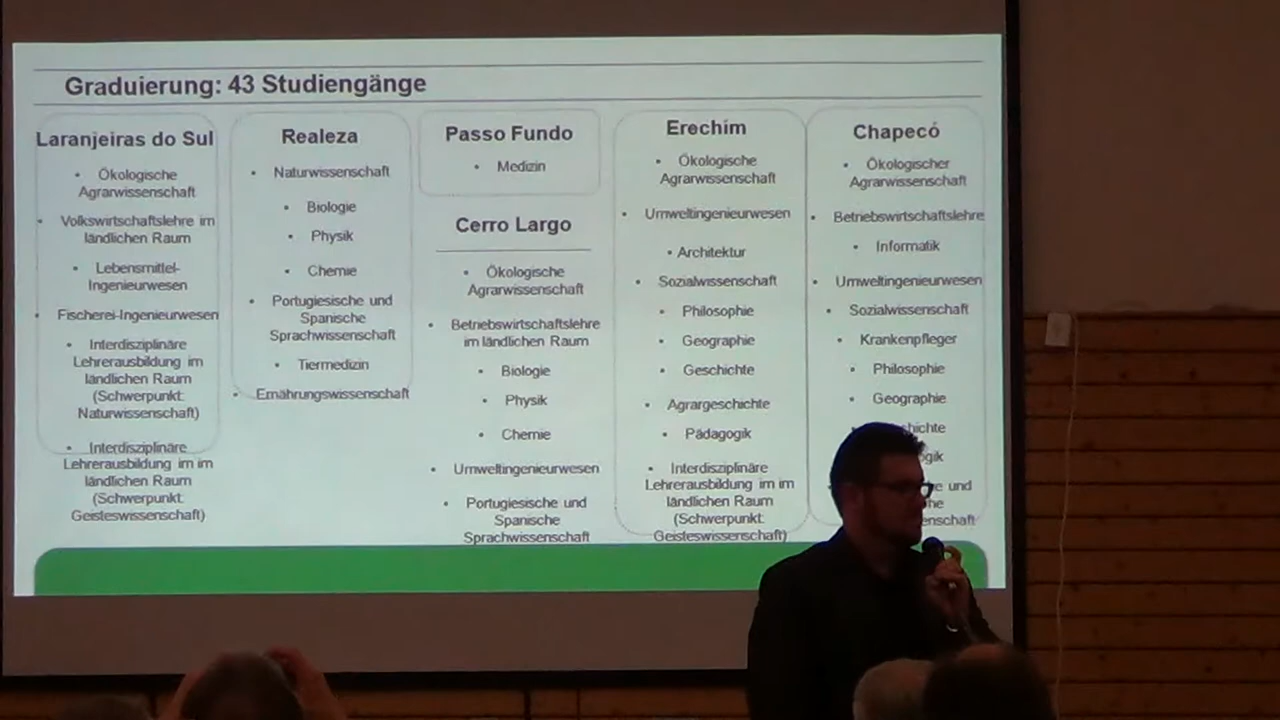 Graduierung: 43 Studiengänge
Laranjeiras do Sul
• Ökologische
Agrarwissenschaft
• Volkswirtschaftslehre im
ländlichen Raum
• Lebensmittel-
Ingenieurwesen
• Fischerei-Ingenieurwesen
• Interdisziplinäre
Lehrerausbildung im
ländlichen Raum
(Schwerpunkt:
Naturwissenschaft)
• Interdisziplinäre
Lehrerausbildung im im
ländlichen Raum
(Schwerpunkt:
Geisteswissenschaft)
Realeza
• Naturwissenschaft
• Biologie
• Physik
• Chemie
• Portugiesische und
Spanische
Sprachwissenschaft
• Tiermedizin
• Ernährungswissenschaft
Passo Fundo
• Medizin
Cerro Largo
• Ökologische
Agrarwissenschaft
• Betriebswirtschaftslehre
im ländlichen Raum
• Biologie
• Physik
• Chemie
• Umweltingenieurwesen
• Portugiesische und
Spanische
Sprachwissenschaft
Erechim
• Ökologische
Agrarwissenschaft
• Umweltingenieurwesen
• Architektur
• Sozialwissenschaft
• Philosophie
• Geographie
• Geschichte
• Agrargeschichte
• Pädagogik
• Interdisziplinäre
Lehrerausbildung im im
ländlichen Raum
(Schwerpunkt:
Geisteswissenschaft)
Chapecó
• Ökologischer
Agrarwissenschaft
• Betriebswirtschaftslehre
• Informatik
• Umweltingenieurwesen
• Sozialwissenschaft
• Krankenpfleger
• Philosophie
• Geographie
und